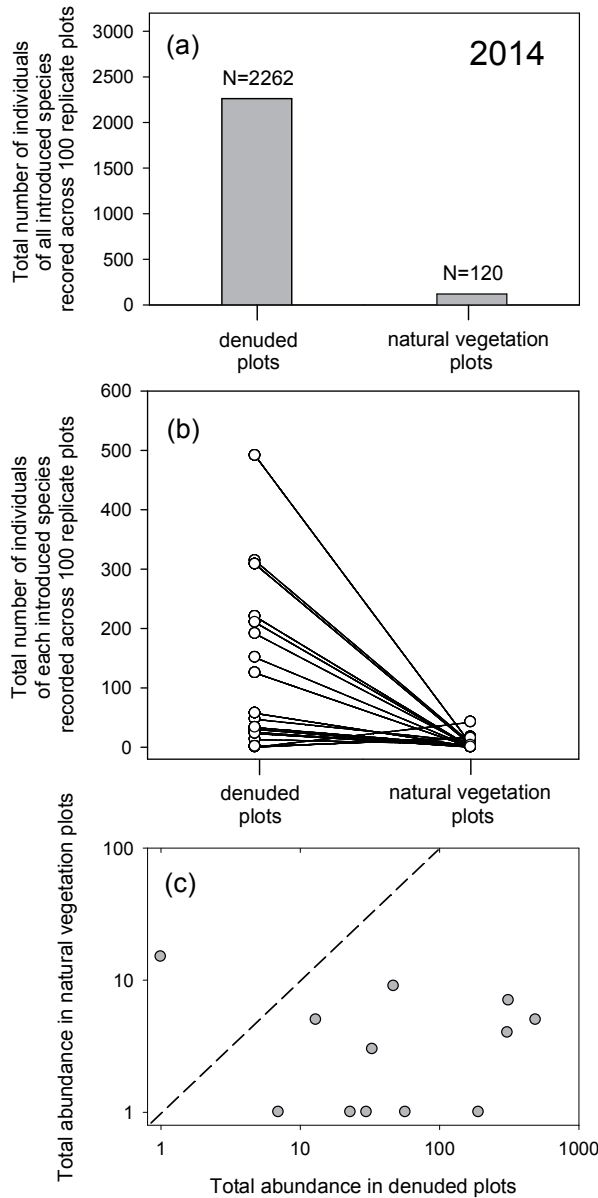 (a)
2014
Total number of individuals
of all introduced species
recored across 100 replicate plots
3000
2500
2000
1500
1000
500
0
N=2262
N=120
denuded
plots
natural vegetation
plots
(b)
Total number of individuals
of each introduced species
recorded across 100 replicate plots
600
500
400
300
200
100
0
denuded
plots
natural vegetation
plots
(c)
Total abundance in natural vegetation plots
100
10
1
1
10
100
1000
Total abundance in denuded plots